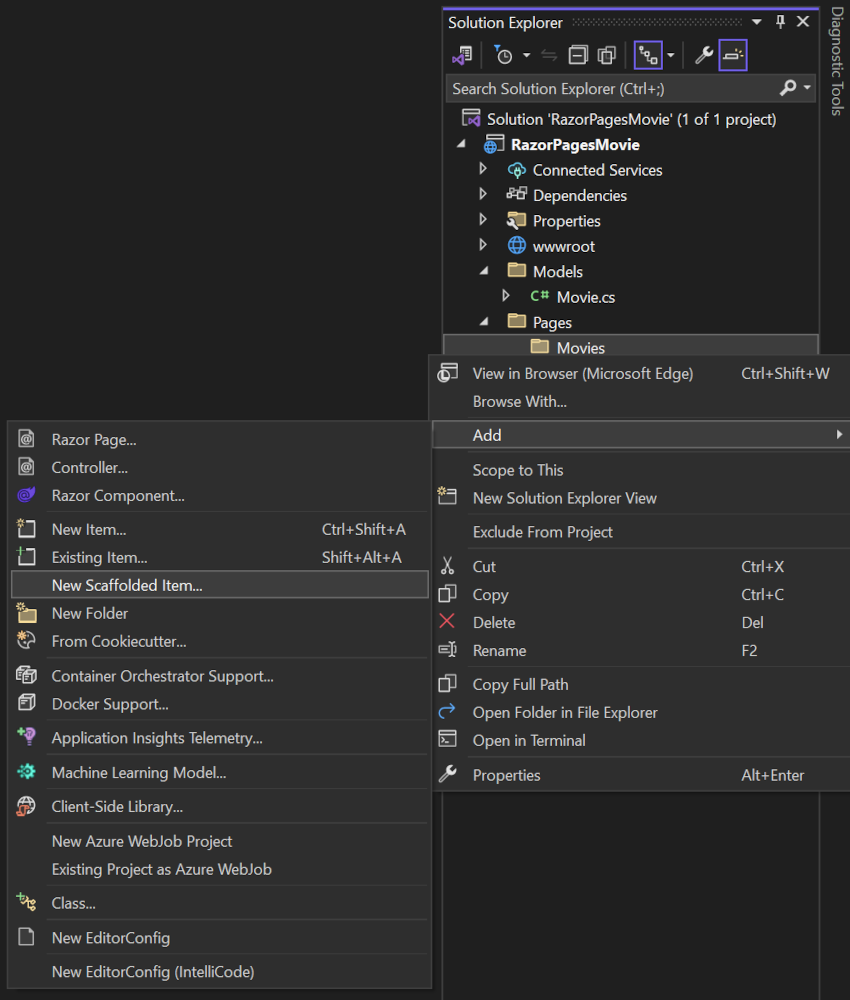 Solution Explorer
Diagnostic Tools
Search Solution Explorer (Ctrl+;)
Solution 'RazorPagesMovie' (1 of 1 project)
RazorPagesMovie
Connected Services
Dependencies
Properties
wwwroot
Models
C# Movie.cs
Pages
Movies
View in Browser (Microsoft Edge) Ctrl+Shift+W
Browse With...
Add
Scope to This
New Solution Explorer View
Exclude From Project
Cut Ctrl+X
Copy Ctrl+C
Delete Del
Rename F2
Copy Full Path
Open Folder in File Explorer
Open in Terminal
Properties Alt+Enter
Razor Page...
Controller...
Razor Component...
New Item... Ctrl+Shift+A
Existing Item... Shift+Alt+A
New Scaffolded Item...
New Folder
From Cookiecutter...
Container Orchestrator Support...
Docker Support...
Application Insights Telemetry...
Machine Learning Model...
Client-Side Library...
New Azure WebJob Project
Existing Project as Azure WebJob
Class...
New EditorConfig
New EditorConfig (IntelliCode)